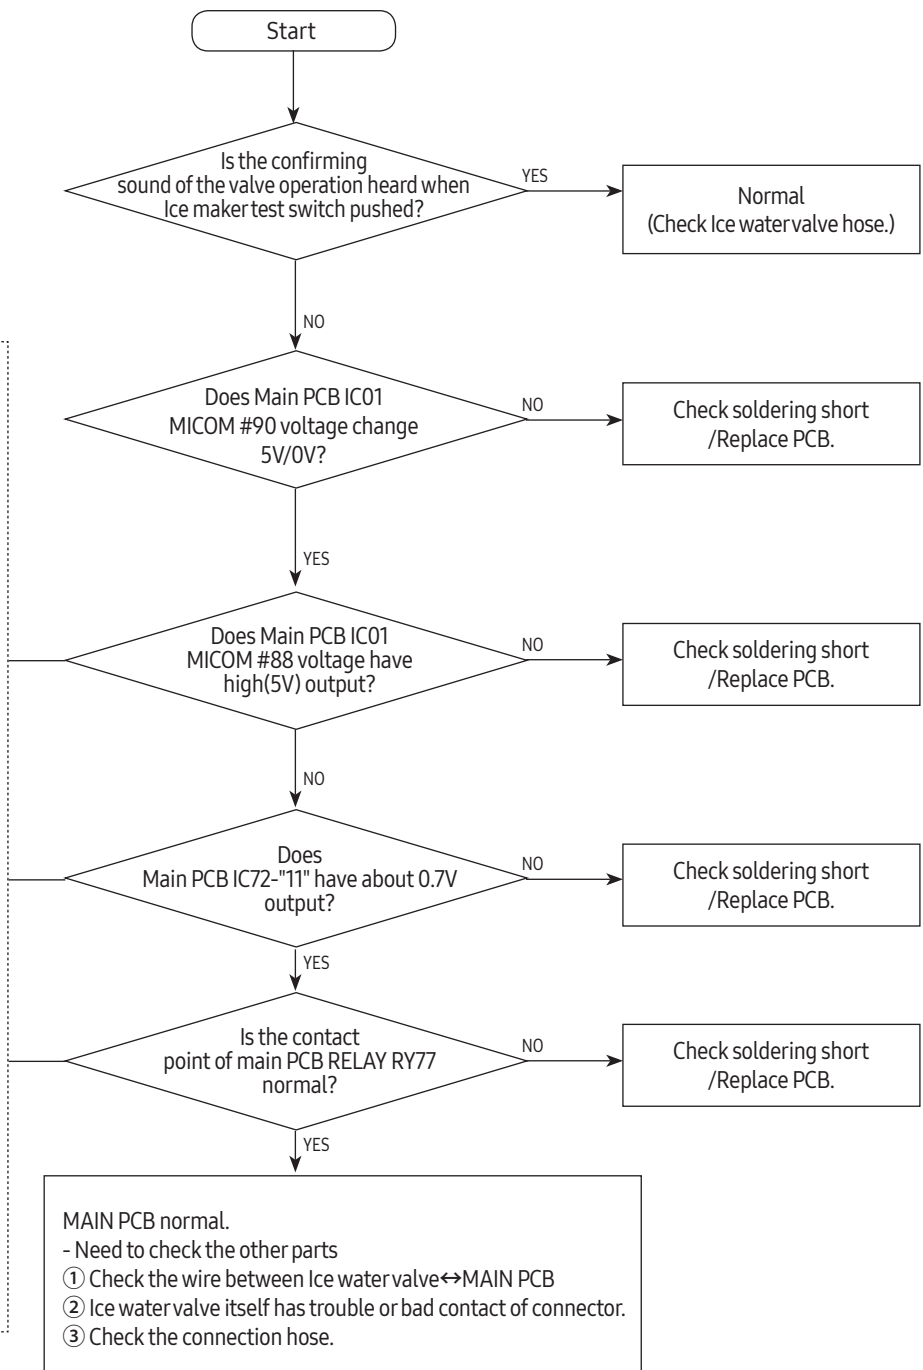 Start
Is the confirming
sound of the valve operation heard when
Ice maker test switch pushed?
YES
Normal
(Check Ice water valve hose.)
NO
Does Main PCB IC01
MICOM #90 voltage change
5V/0V?
NO
Check soldering short
/Replace PCB.
YES
Does Main PCB IC01
MICOM #88 voltage have
high(5V) output?
NO
Check soldering short
/Replace PCB.
NO
Does
Main PCB IC72-"11" have about 0.7V
output?
NO
Check soldering short
/Replace PCB.
YES
Is the contact
point of main PCB RELAY RY77
normal?
NO
Check soldering short
/Replace PCB.
YES
MAIN PCB normal.
- Need to check the other parts
① Check the wire between Ice water valve↔MAIN PCB
② Ice water valve itself has trouble or bad contact of connector.
③ Check the connection hose.